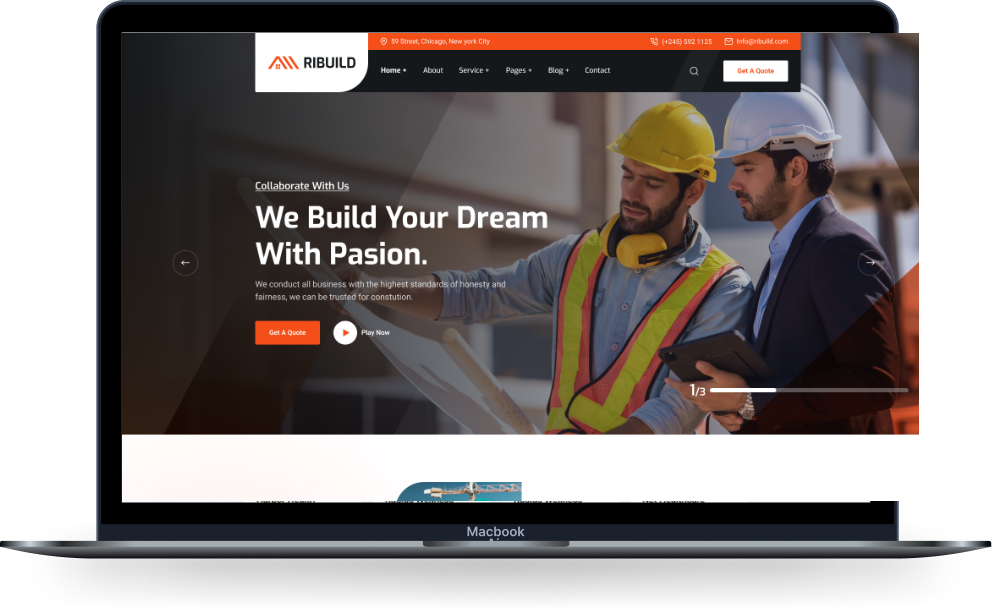 59 Street, Chicago, New york City
(+245) 592 1125
Info@ribuild.com
RIBUILD
Home +
About
Service +
Pages +
Blog +
Contact
Get A Quote
Collaborate With Us
We Build Your Dream
With Pasion.
We conduct all business with the highest standards of honesty and
fairness, we can be trusted for constution.
Get A Quote
Play Now
1/3
Macbook